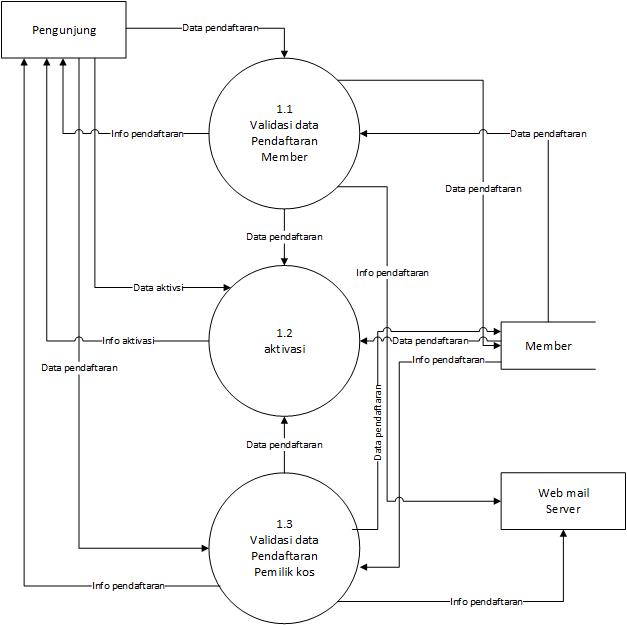 Pengunjung
Data pendaftaran
1.1
Validasi data
Pendaftaran
Member
Info pendaftaran
Data pendaftaran
Data pendaftaran
Data pendaftaran
Info pendaftaran
Data aktivsi
1.2
aktivasi
Info aktivasi
Data pendaftaran
Member
Info pendaftaran
Data pendaftaran
Data pendaftaran
Data pendaftaran
Web mail
Server
1.3
Validasi data
Pendaftaran
Pemilik kos
Info pendaftaran
Info pendaftaran